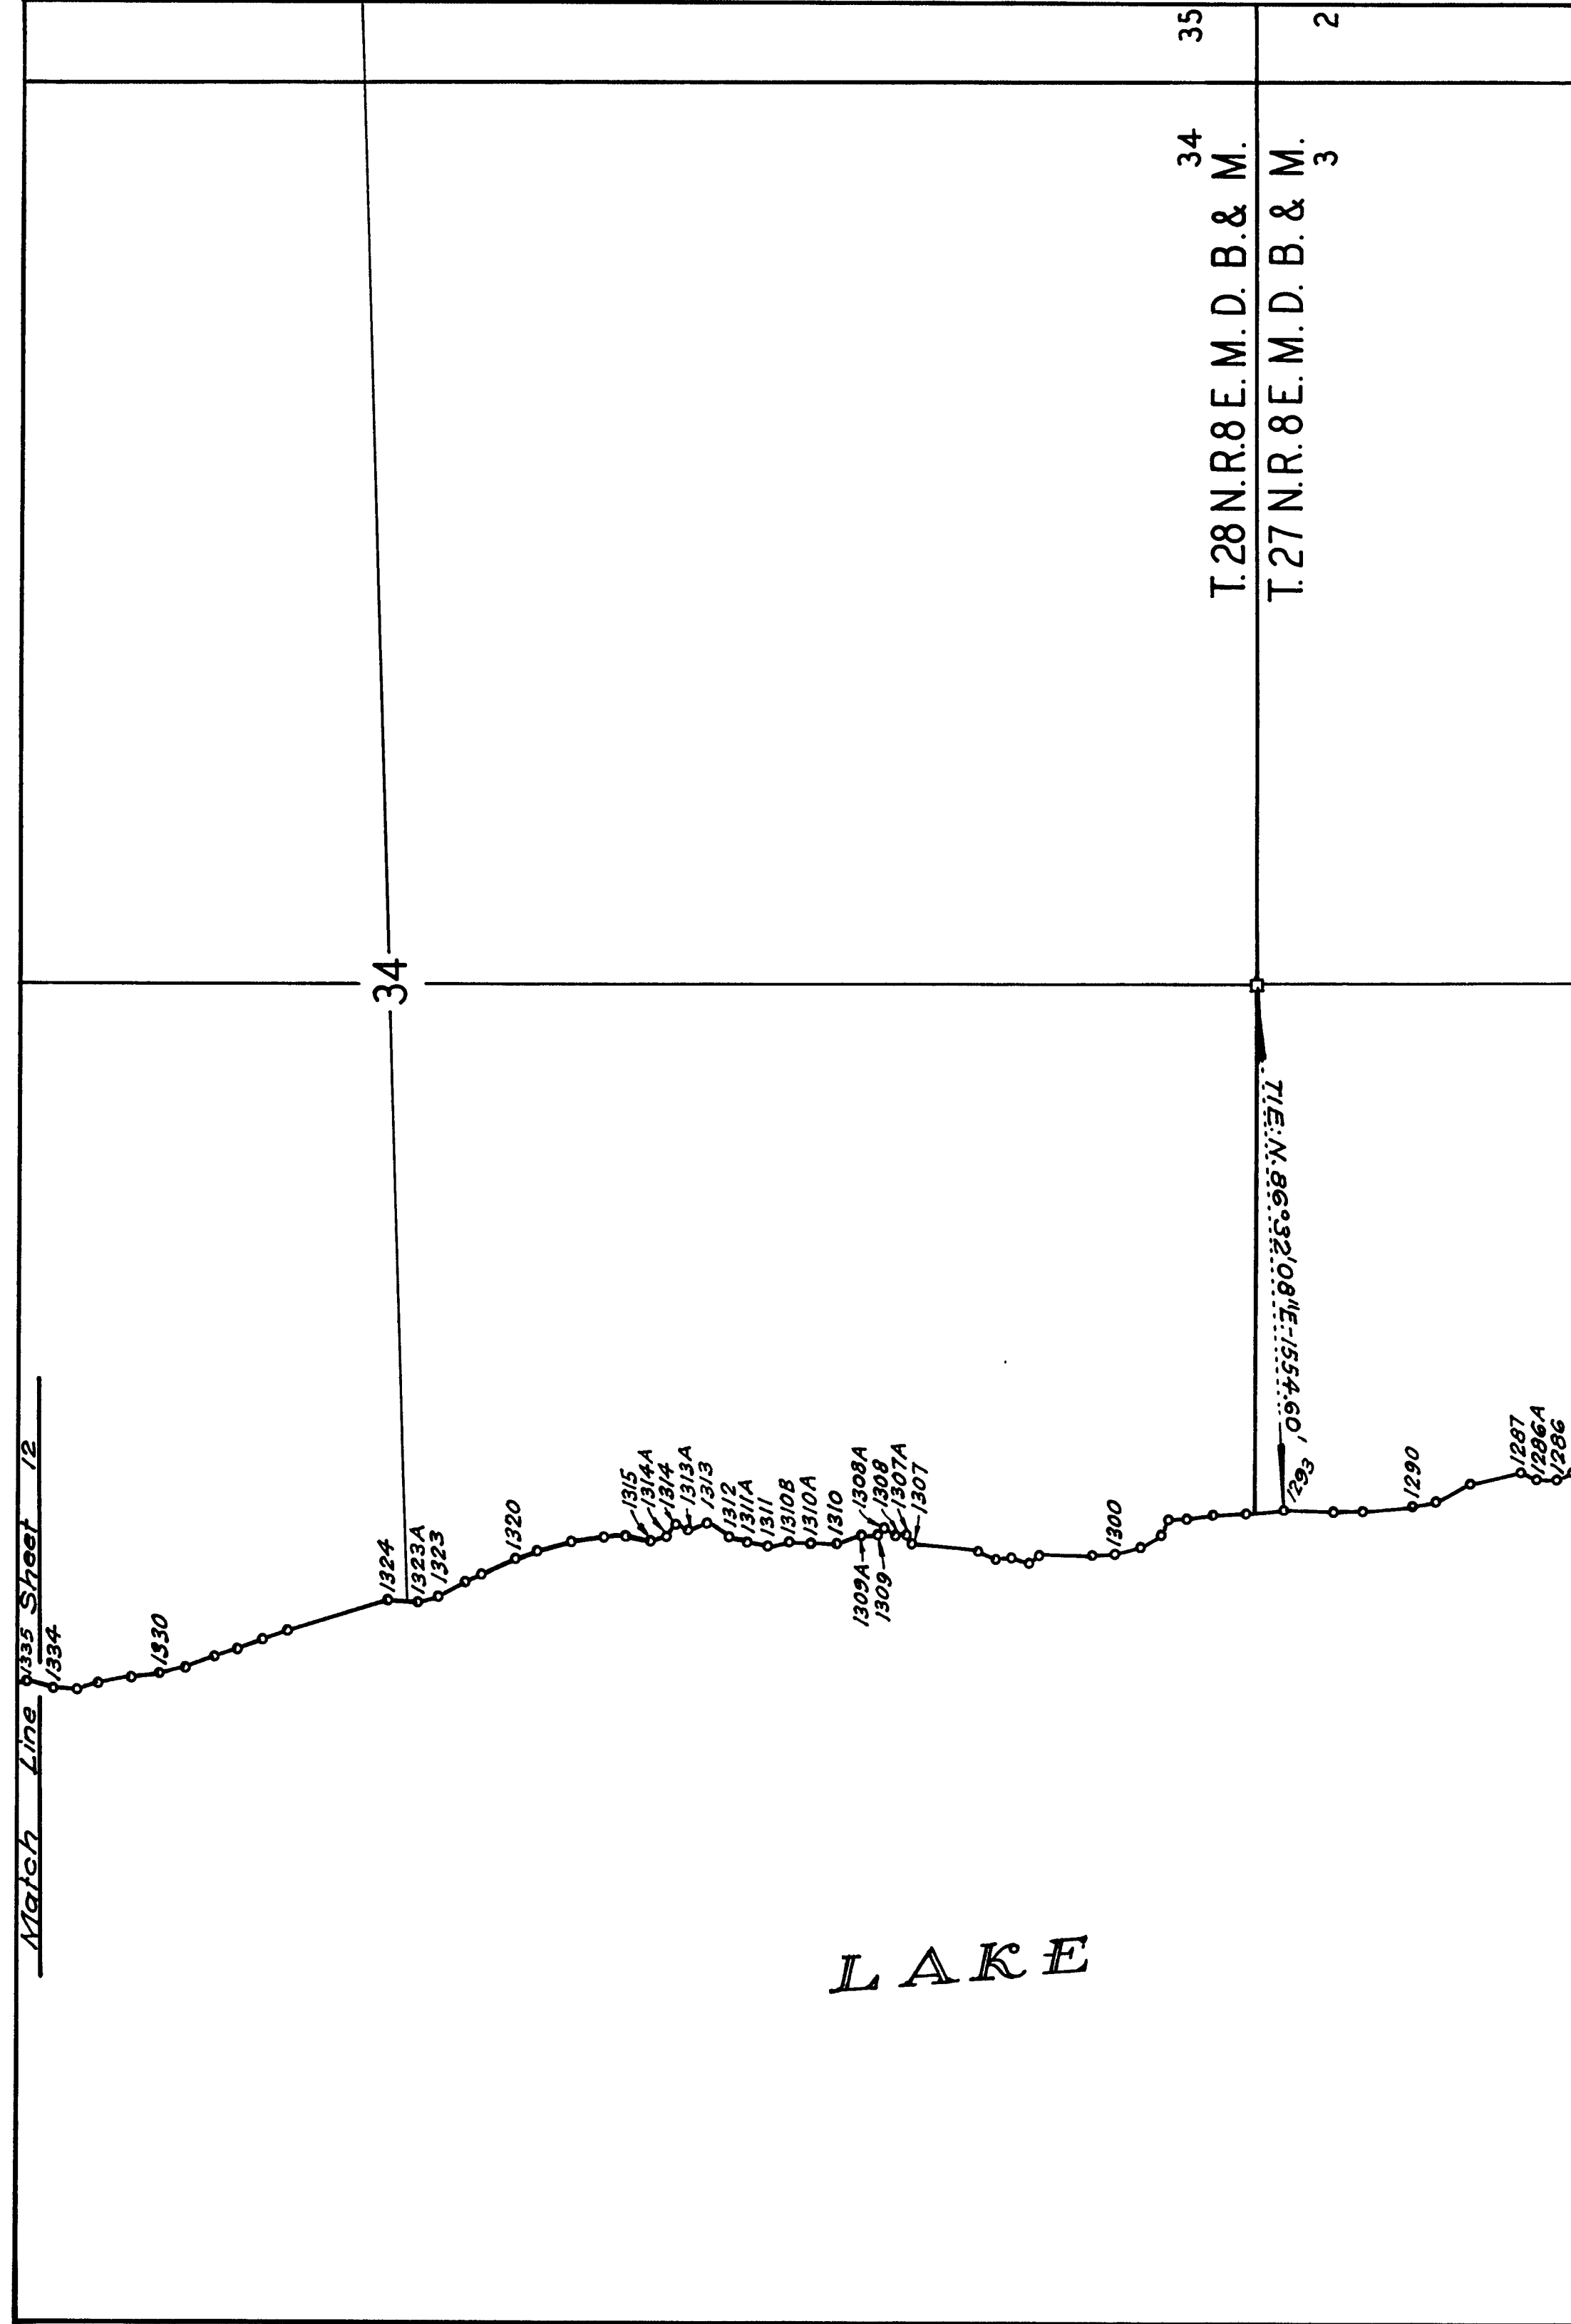 35
2
34
T. 28 N. R. 8 E. M. D. B. & M.
T. 27 N. R. 8 E. M. D. B. & M.
3
34
TIE: N. 86°32'08"E.-1554.60'
Match Line
Sheet 12
1335
1334
1330
1324
1323A
1323
1320
1315
1314A
1314
1313A
1313
1312
1311A
1311
1310B
1310A
1310
1309A
1309
1308A
1308
1307A
1307
1300
1293
1290
1287
1286A
1286
LAKE